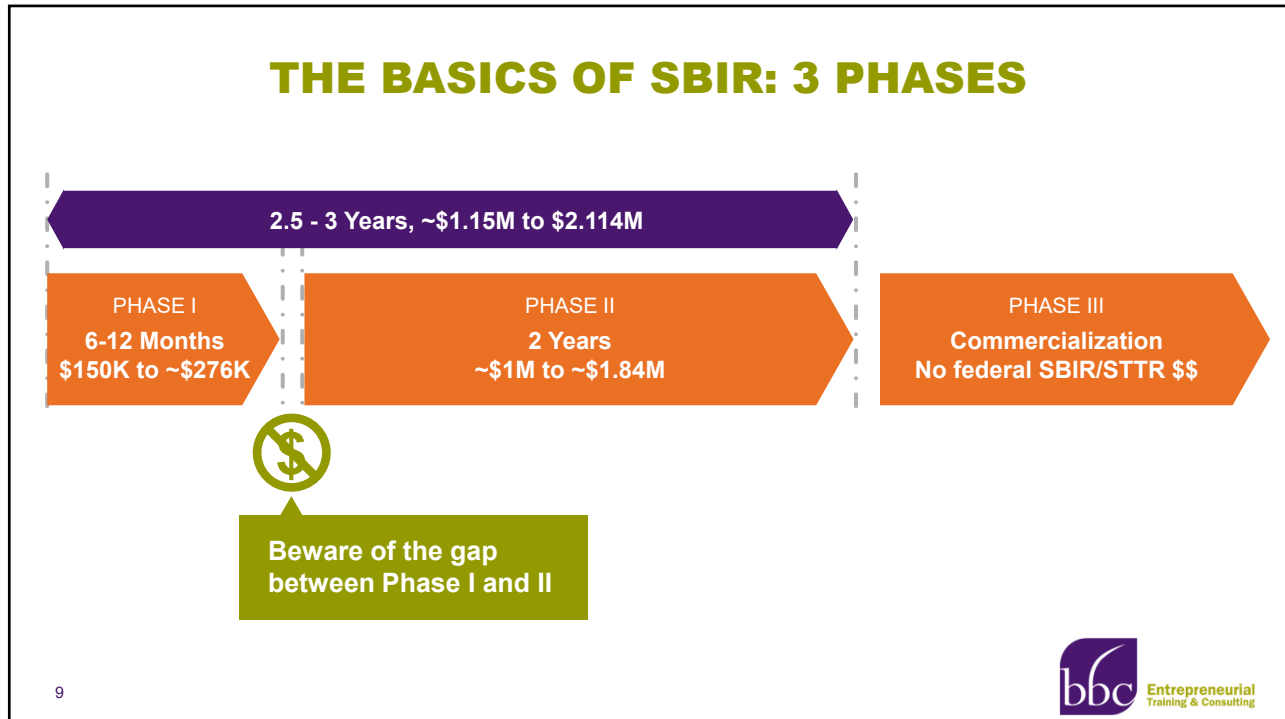 THE BASICS OF SBIR: 3 PHASES
2.5 - 3 Years, ~$1.15M to $2.114M
PHASE I
6-12 Months
$150K to ~$276K
PHASE II
2 Years
~$1M to ~$1.84M
PHASE III
Commercialization
No federal SBIR/STTR $$
$
Beware of the gap
between Phase I and II
9
bbc
Entrepreneurial
Training & Consulting